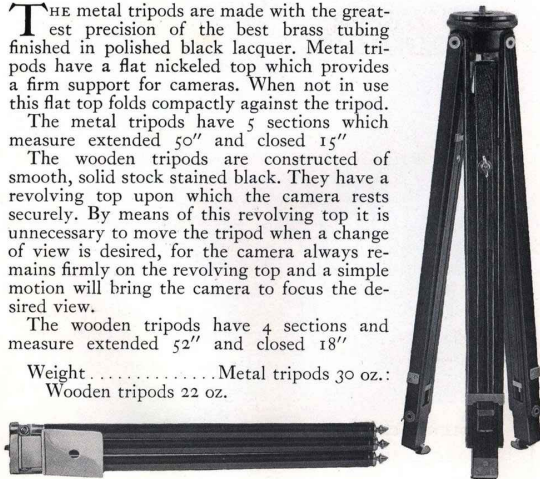 THE metal tripods are made with the great-
est precision of the best brass tubing
finished in polished black lacquer. Metal tri-
pods have a flat nickeled top which provides
a firm support for cameras. When not in use
this flat top folds compactly against the tripod.
The metal tripods have 5 sections which
measure extended 50″ and closed 15″
The wooden tripods are constructed of
smooth, solid stock stained black. They have a
revolving top upon which the camera rests
securely. By means of this revolving top it is
unnecessary to move the tripod when a change
of view is desired, for the camera always re-
mains firmly on the revolving top and a simple
motion will bring the camera to focus the de-
sired view.
The wooden tripods have 4 sections and
measure extended 52″ and closed 18″
Weight..............Metal tripods 30 oz.:
Wooden tripods 22 oz.